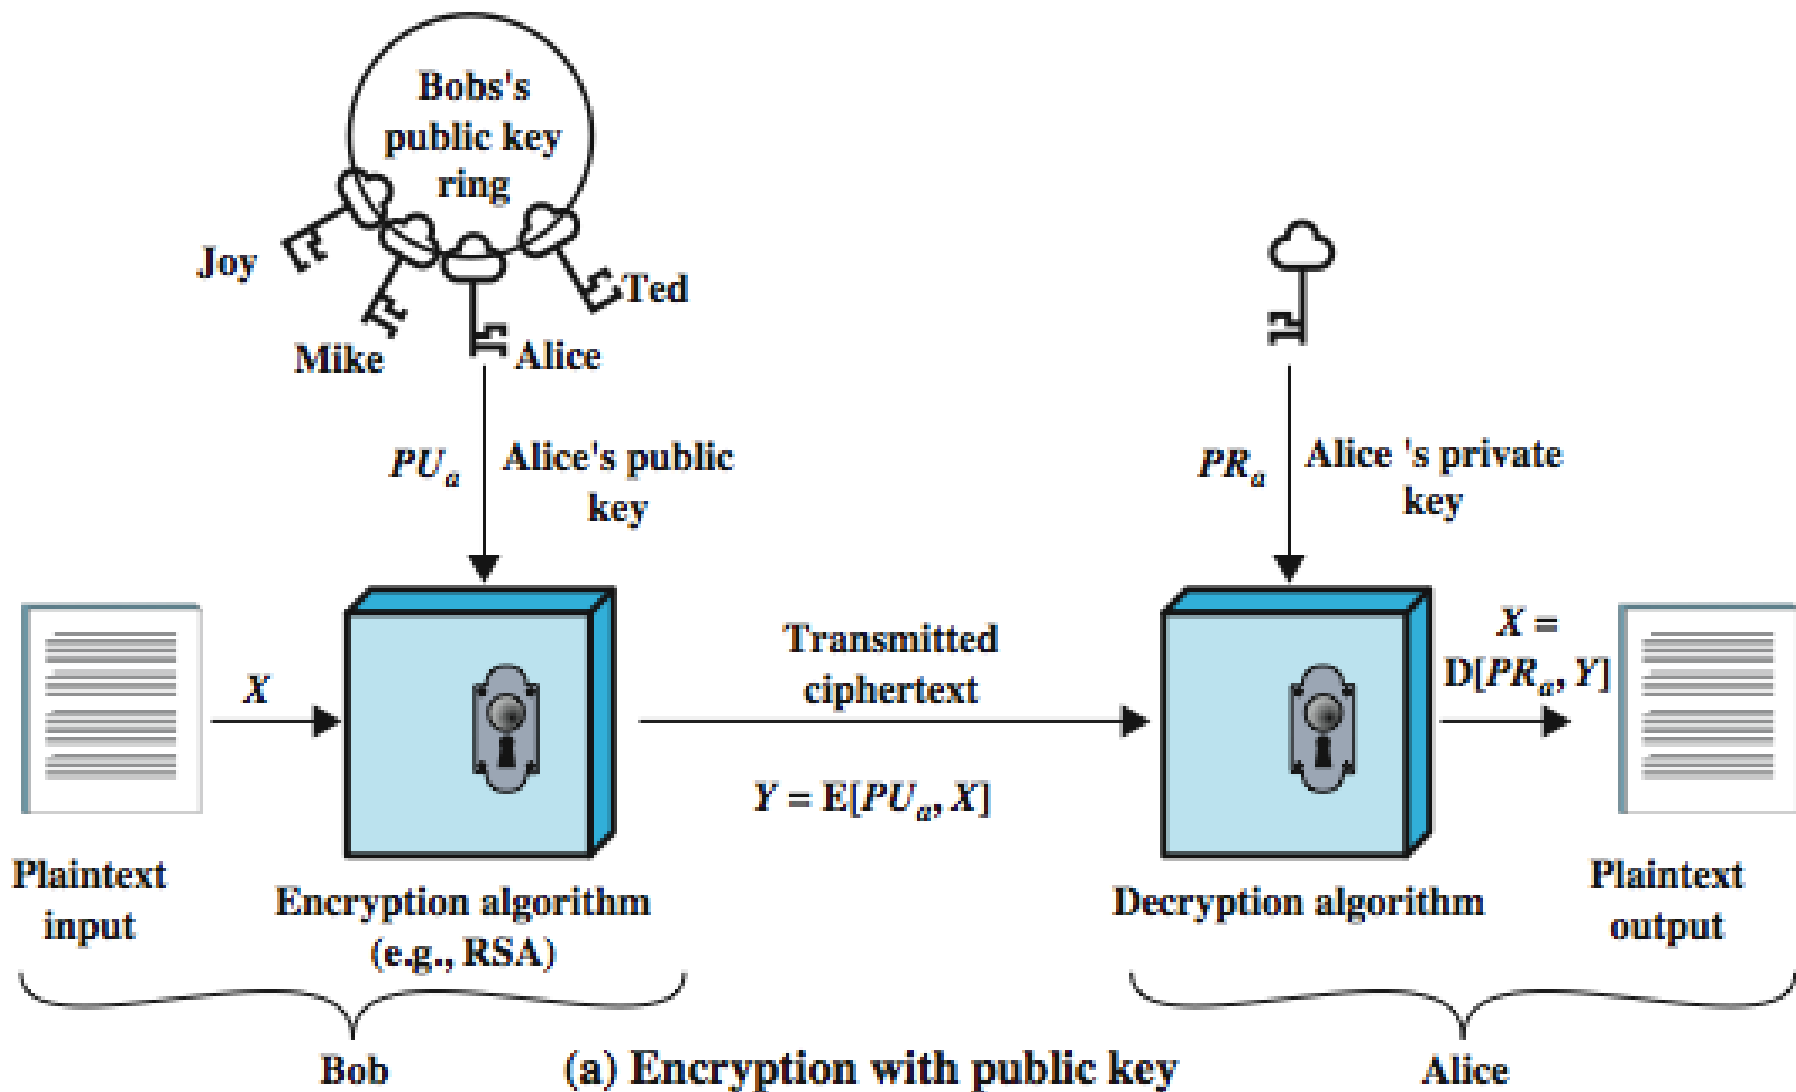 Bobs's
public key
ring
Joy
Ted
Mike
Alice
PUa
Alice's public
key
PRa
Alice 's private
key
X
Transmitted
ciphertext
X =
D[PRa, Y]
Y = E[PUa, X]
Plaintext
input
Encryption algorithm
(e.g., RSA)
Decryption algorithm
Plaintext
output
Bob
(a) Encryption with public key
Alice